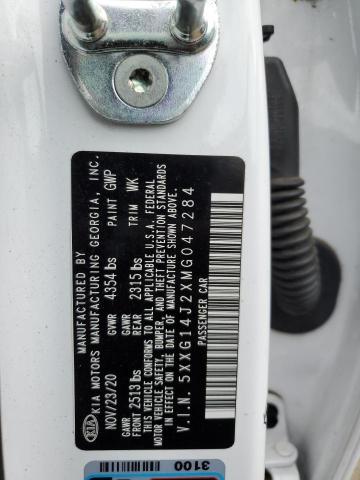 MANUFACTURED BY
KIA KIA MOTORS MANUFACTURING GEORGIA, INC.
NOV/23/20 GVWR 4354 lbs PAINT GWP
GAWR FRONT 2513 lbs GAWR REAR 2315 lbs TRIM WK
THIS VEHICLE CONFORMS TO ALL APPLICABLE U.S.A. FEDERAL
MOTOR VEHICLE SAFETY, BUMPER, AND THEFT PREVENTION STANDARDS
IN EFFECT ON THE DATE OF MANUFACTURE SHOWN ABOVE.
V.I.N. 5XXG14J2XMG047284
PASSENGER CAR
3100